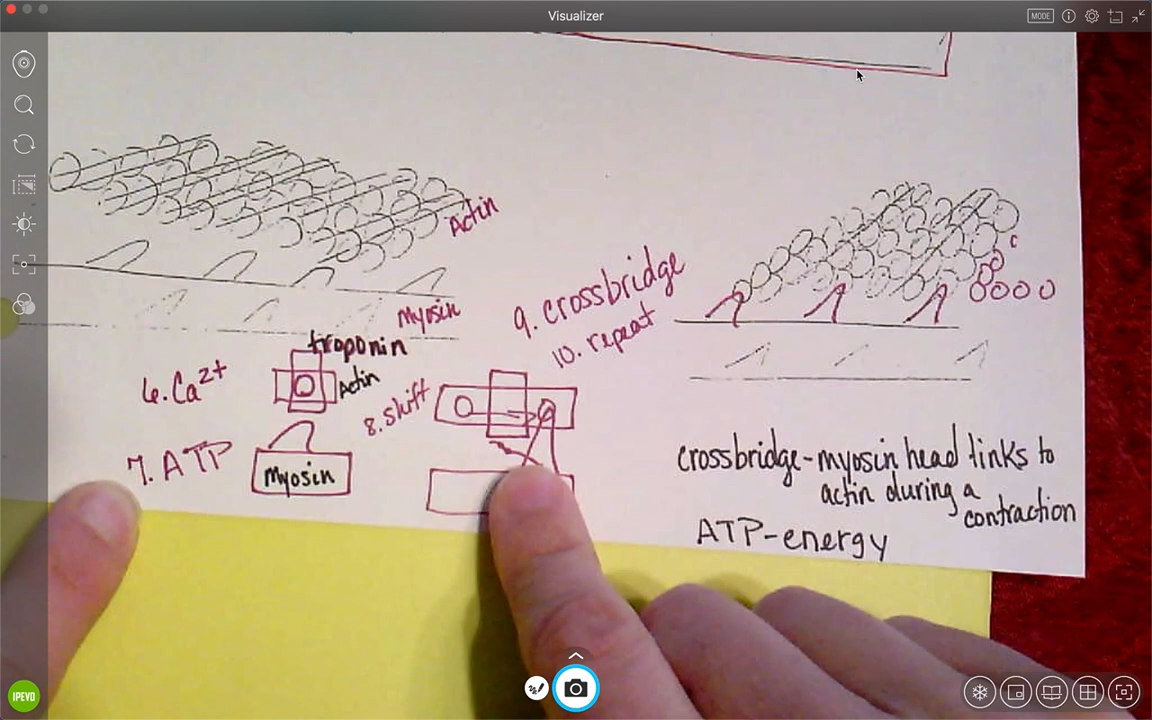 Visualizer
MODE
Actin
Myosin
troponin
Actin
6. Ca2+
7. ATP
Myosin
8. shift
9. crossbridge
10. repeat
crossbridge-myosin head links to
actin during a
contraction
ATP-energy
IPEVO